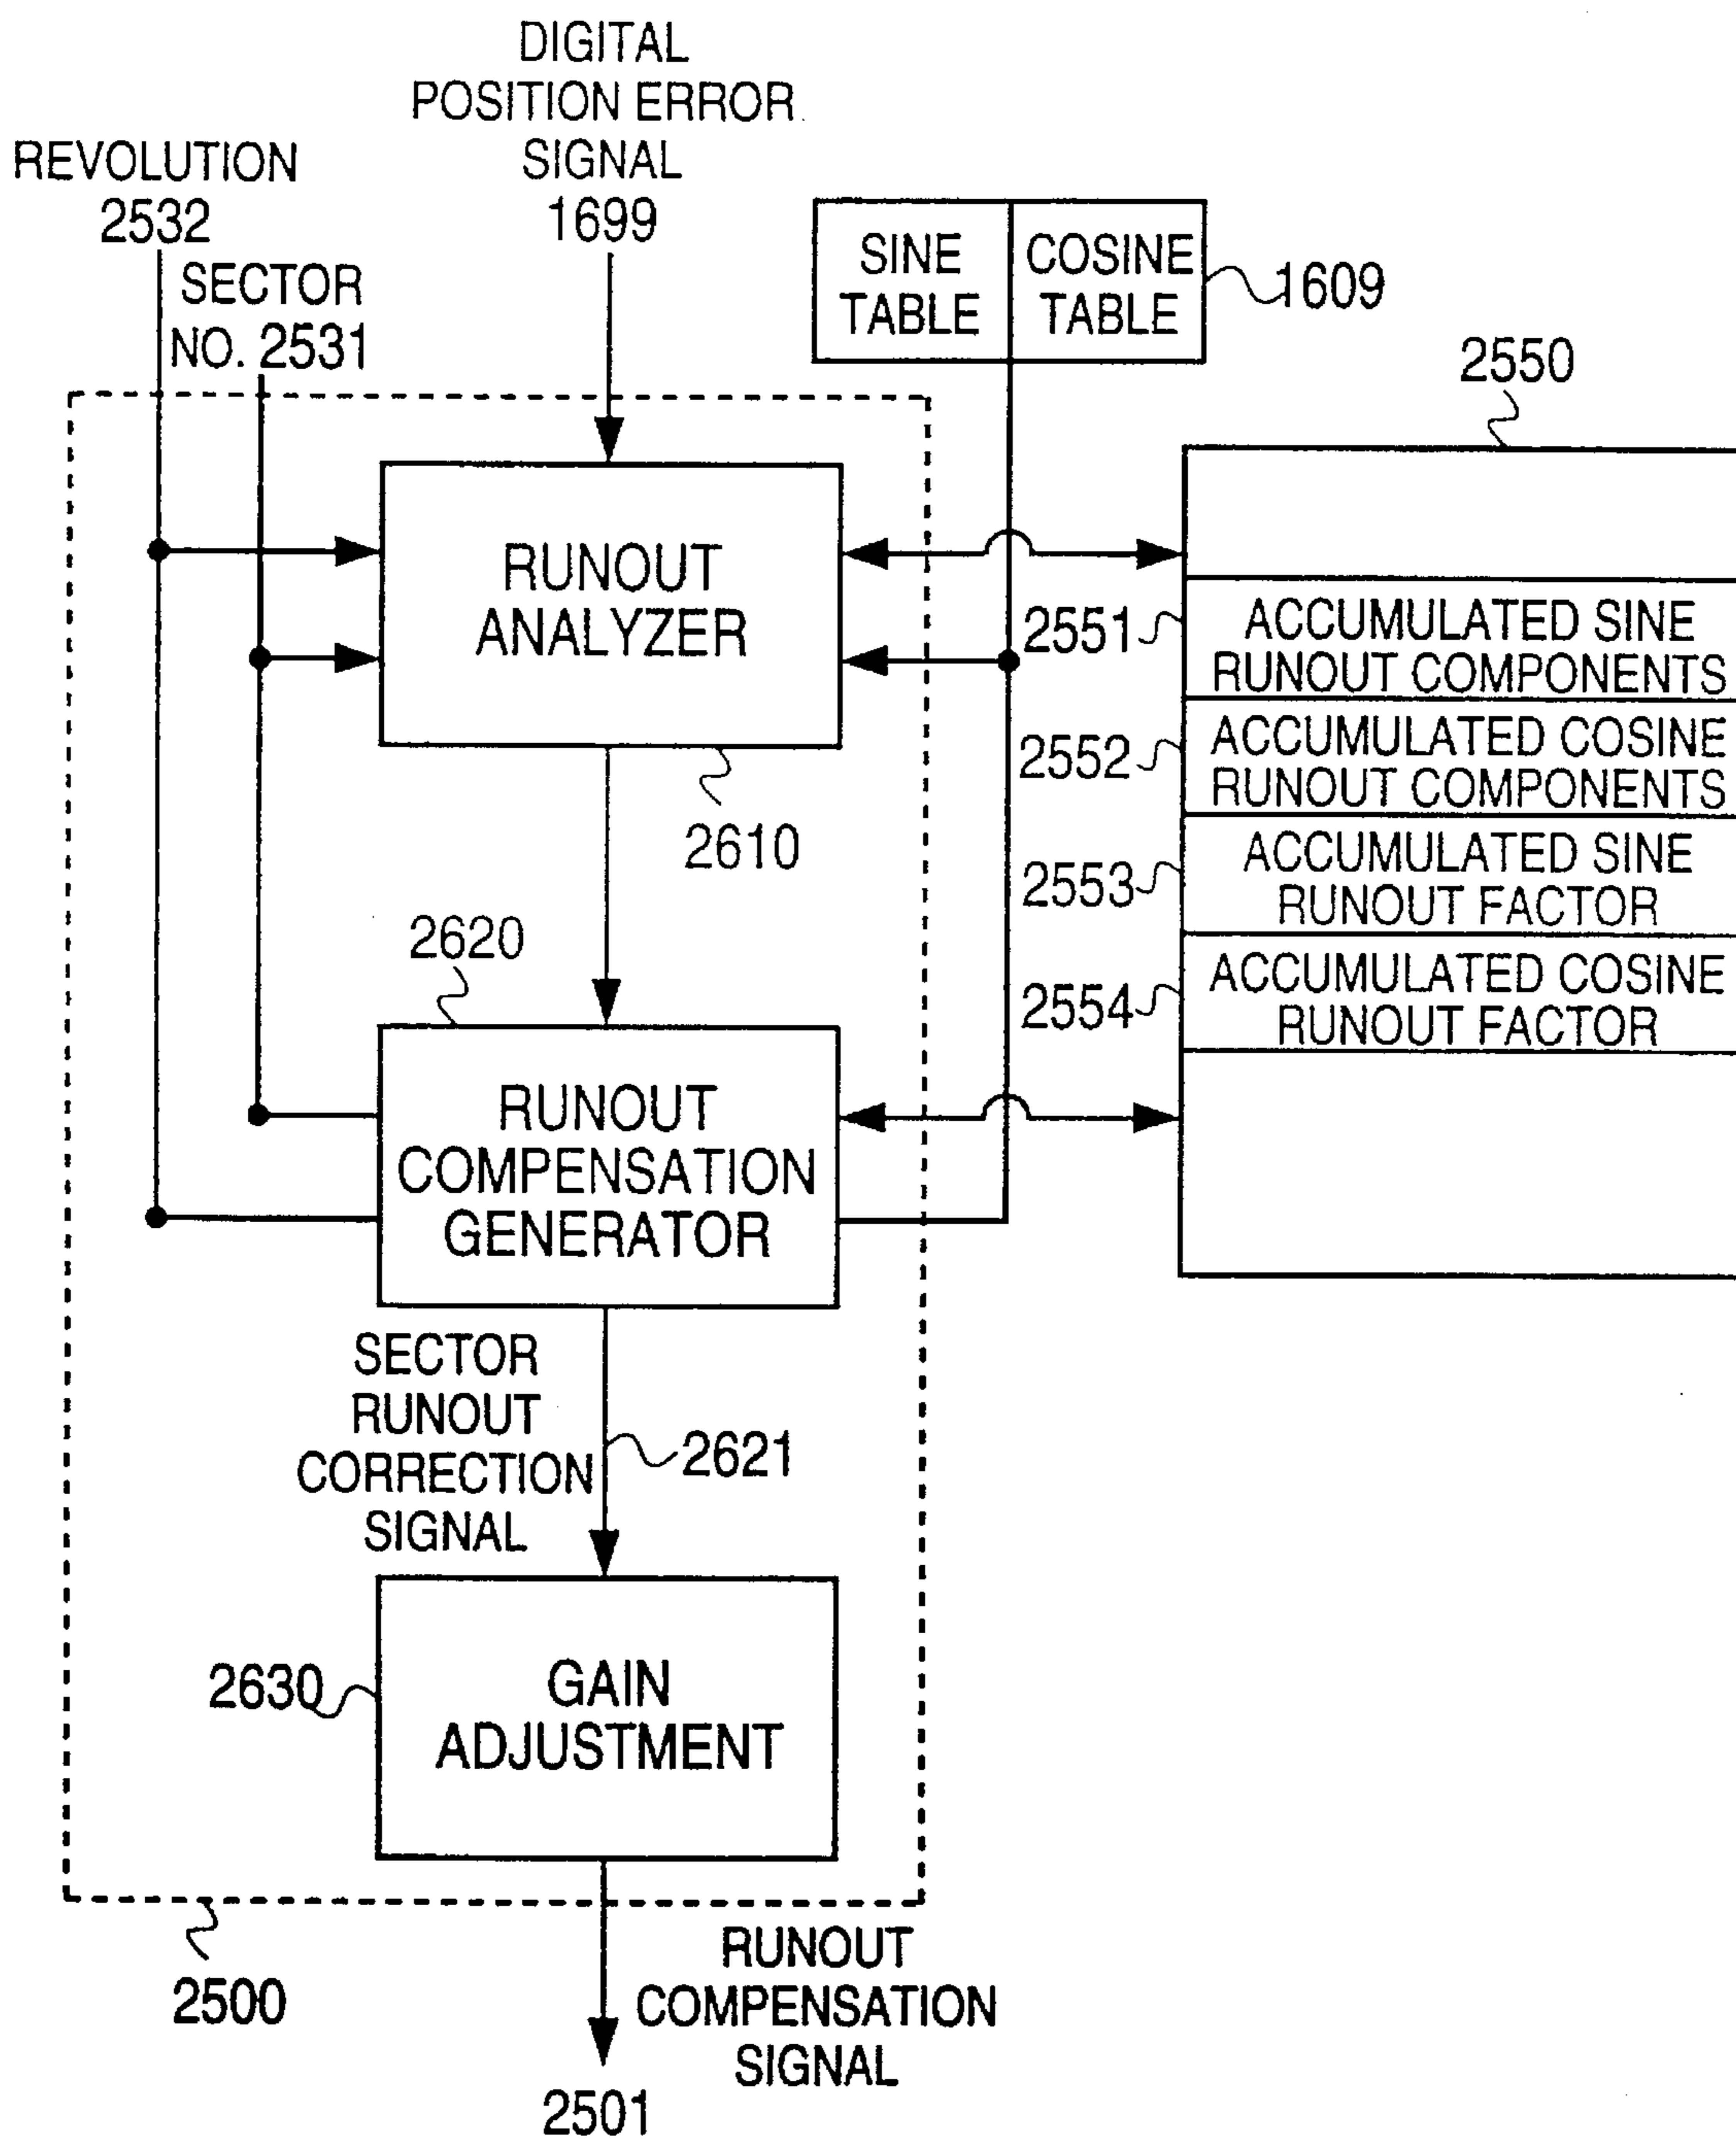 DIGITAL
POSITION ERROR
SIGNAL
1699
REVOLUTION
2532
SECTOR
NO. 2531
SINE
TABLE
COSINE
TABLE
1609
2550
RUNOUT
ANALYZER
2610
2551
ACCUMULATED SINE
RUNOUT COMPONENTS
2552
ACCUMULATED COSINE
RUNOUT COMPONENTS
2553
ACCUMULATED SINE
RUNOUT FACTOR
2554
ACCUMULATED COSINE
RUNOUT FACTOR
2620
RUNOUT
COMPENSATION
GENERATOR
SECTOR
RUNOUT
CORRECTION
SIGNAL
2621
2630
GAIN
ADJUSTMENT
2500
RUNOUT
COMPENSATION
SIGNAL
2501